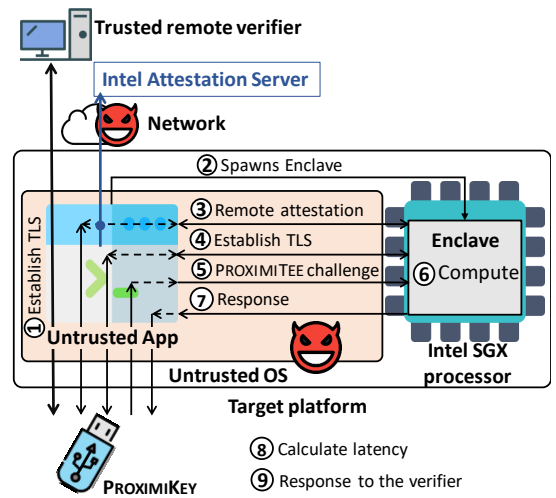 Trusted remote verifier
Intel Attestation Server
Network
② Spawns Enclave
③ Remote attestation
④ Establish TLS
⑤ PROXIMITEE challenge
⑦ Response
① Establish TLS
Enclave
⑥ Compute
Untrusted App
Untrusted OS
Intel SGX
processor
Target platform
PROXIMIKEY
⑧ Calculate latency
⑨ Response to the verifier